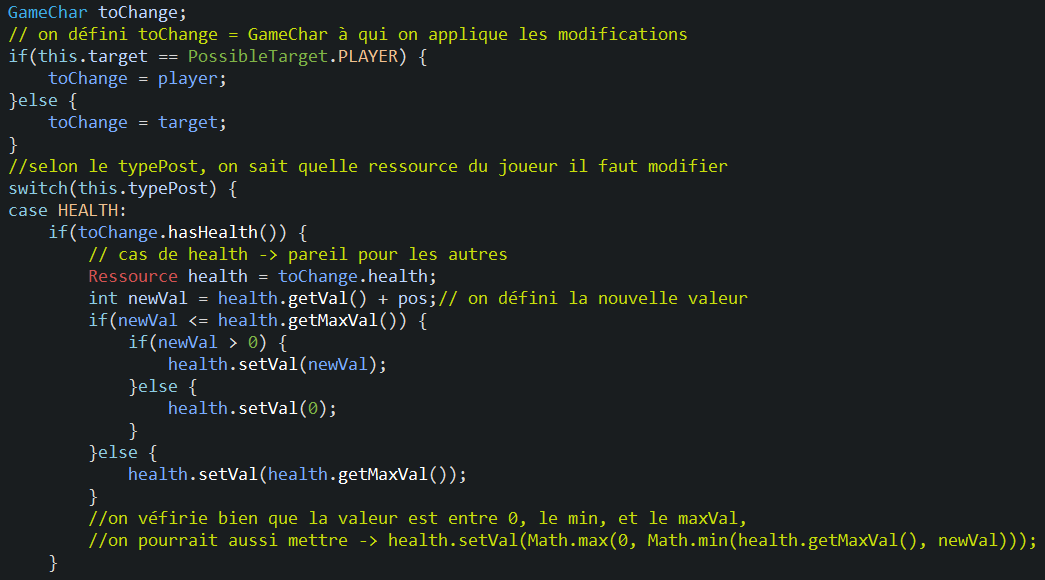 GameChar toChange;
// on défini toChange = GameChar à qui on applique les modifications
if(this.target == PossibleTarget.PLAYER) {
    toChange = player;
}else {
    toChange = target;
}
//selon le typePost, on sait quelle ressource du joueur il faut modifier
switch(this.typePost) {
case HEALTH:
    if(toChange.hasHealth()) {
        // cas de health -> pareil pour les autres
        Ressource health = toChange.health;
        int newVal = health.getVal() + pos;// on défini la nouvelle valeur
        if(newVal <= health.getMaxVal()) {
            if(newVal > 0) {
                health.setVal(newVal);
            }else {
                health.setVal(0);
            }
        }else {
            health.setVal(health.getMaxVal());
        }
        //on véfirie bien que la valeur est entre 0, le min, et le maxVal,
        //on pourrait aussi mettre -> health.setVal(Math.max(0, Math.min(health.getMaxVal(), newVal)));
    }